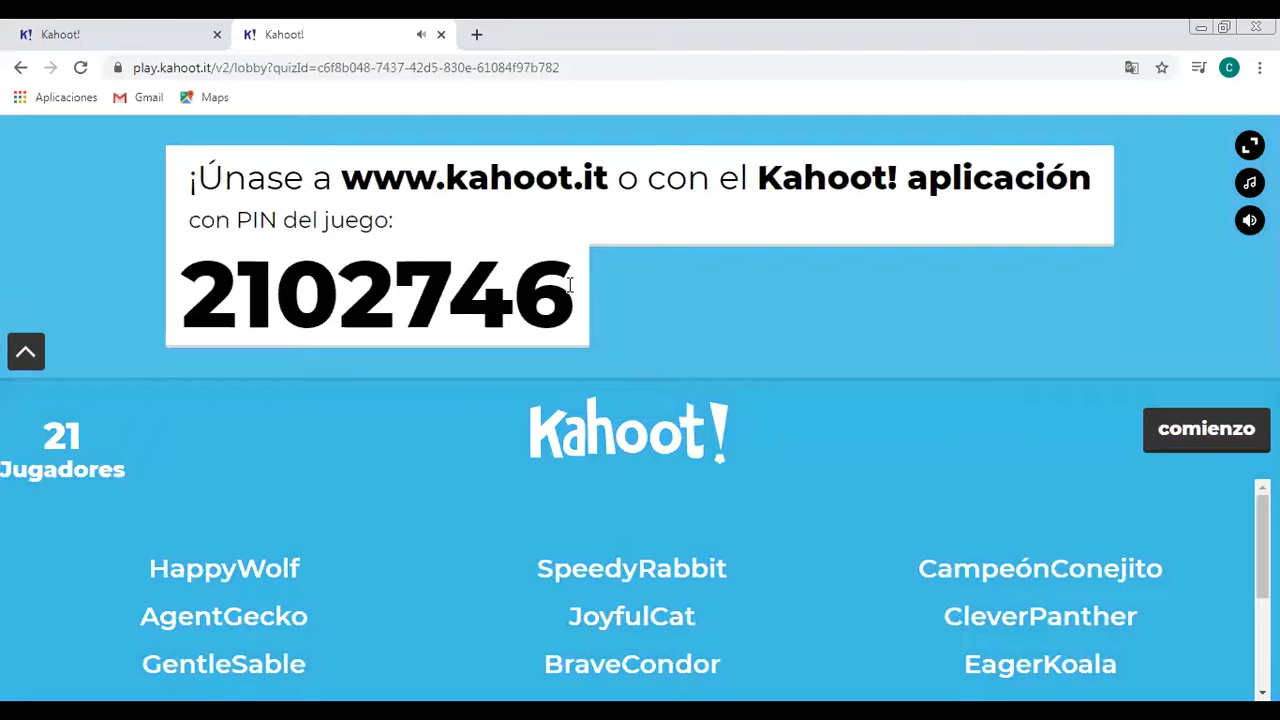 Kahoot!
Kahoot!
play.kahoot.it/v2/lobby?quizId=c6f8b048-7437-42d5-830e-61084f97b782
C
Aplicaciones Gmail Maps
¡Únase a www.kahoot.it o con el Kahoot! aplicación
con PIN del juego:
2102746
21
Jugadores
Kahoot!
comienzo
HappyWolf SpeedyRabbit CampeónConejito
AgentGecko JoyfulCat CleverPanther
GentleSable BraveCondor EagerKoala